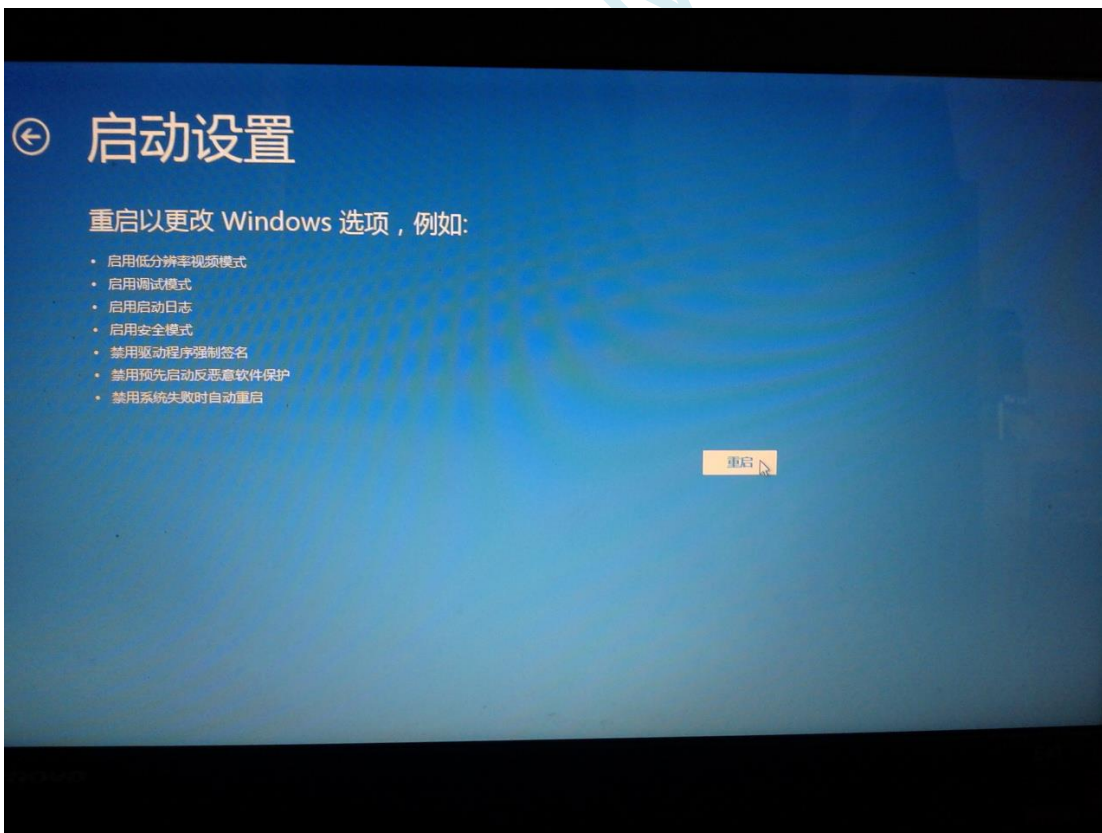 启动设置
重启以更改 Windows 选项，例如:
• 启用低分辨率视频模式
• 启用调试模式
• 启用启动日志
• 启用安全模式
• 禁用驱动程序强制签名
• 禁用预先启动反恶意软件保护
• 禁用系统失败时自动重启
重启